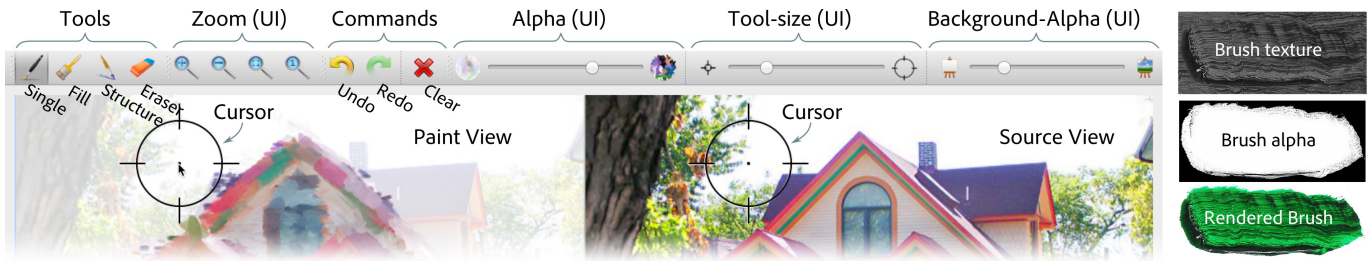 Tools Zoom (UI) Commands Alpha (UI) Tool-size (UI) Background-Alpha (UI)
Single Fill Structure Eraser Undo Redo Clear
Cursor Paint View Cursor Source View
Brush texture
Brush alpha
Rendered Brush